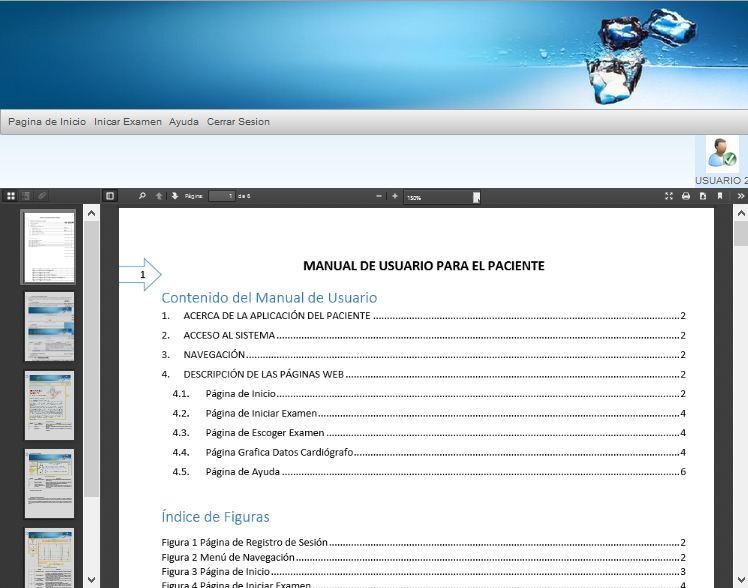 Pagina de Inicio Inicar Examen Ayuda Cerrar Sesion
USUARIO 2
Página: 1 de 6
150%
MANUAL DE USUARIO PARA EL PACIENTE
1
Contenido del Manual de Usuario
1. ACERCA DE LA APLICACIÓN DEL PACIENTE 2
2. ACCESO AL SISTEMA 2
3. NAVEGACIÓN 2
4. DESCRIPCIÓN DE LAS PÁGINAS WEB 2
4.1. Página de Inicio 2
4.2. Página de Iniciar Examen 4
4.3. Página de Escoger Examen 4
4.4. Página Grafica Datos Cardiógrafo 4
4.5. Página de Ayuda 6
Índice de Figuras
Figura 1 Página de Registro de Sesión 2
Figura 2 Menú de Navegación 2
Figura 3 Página de Inicio 3
Figura 4 Página de Iniciar Examen 4